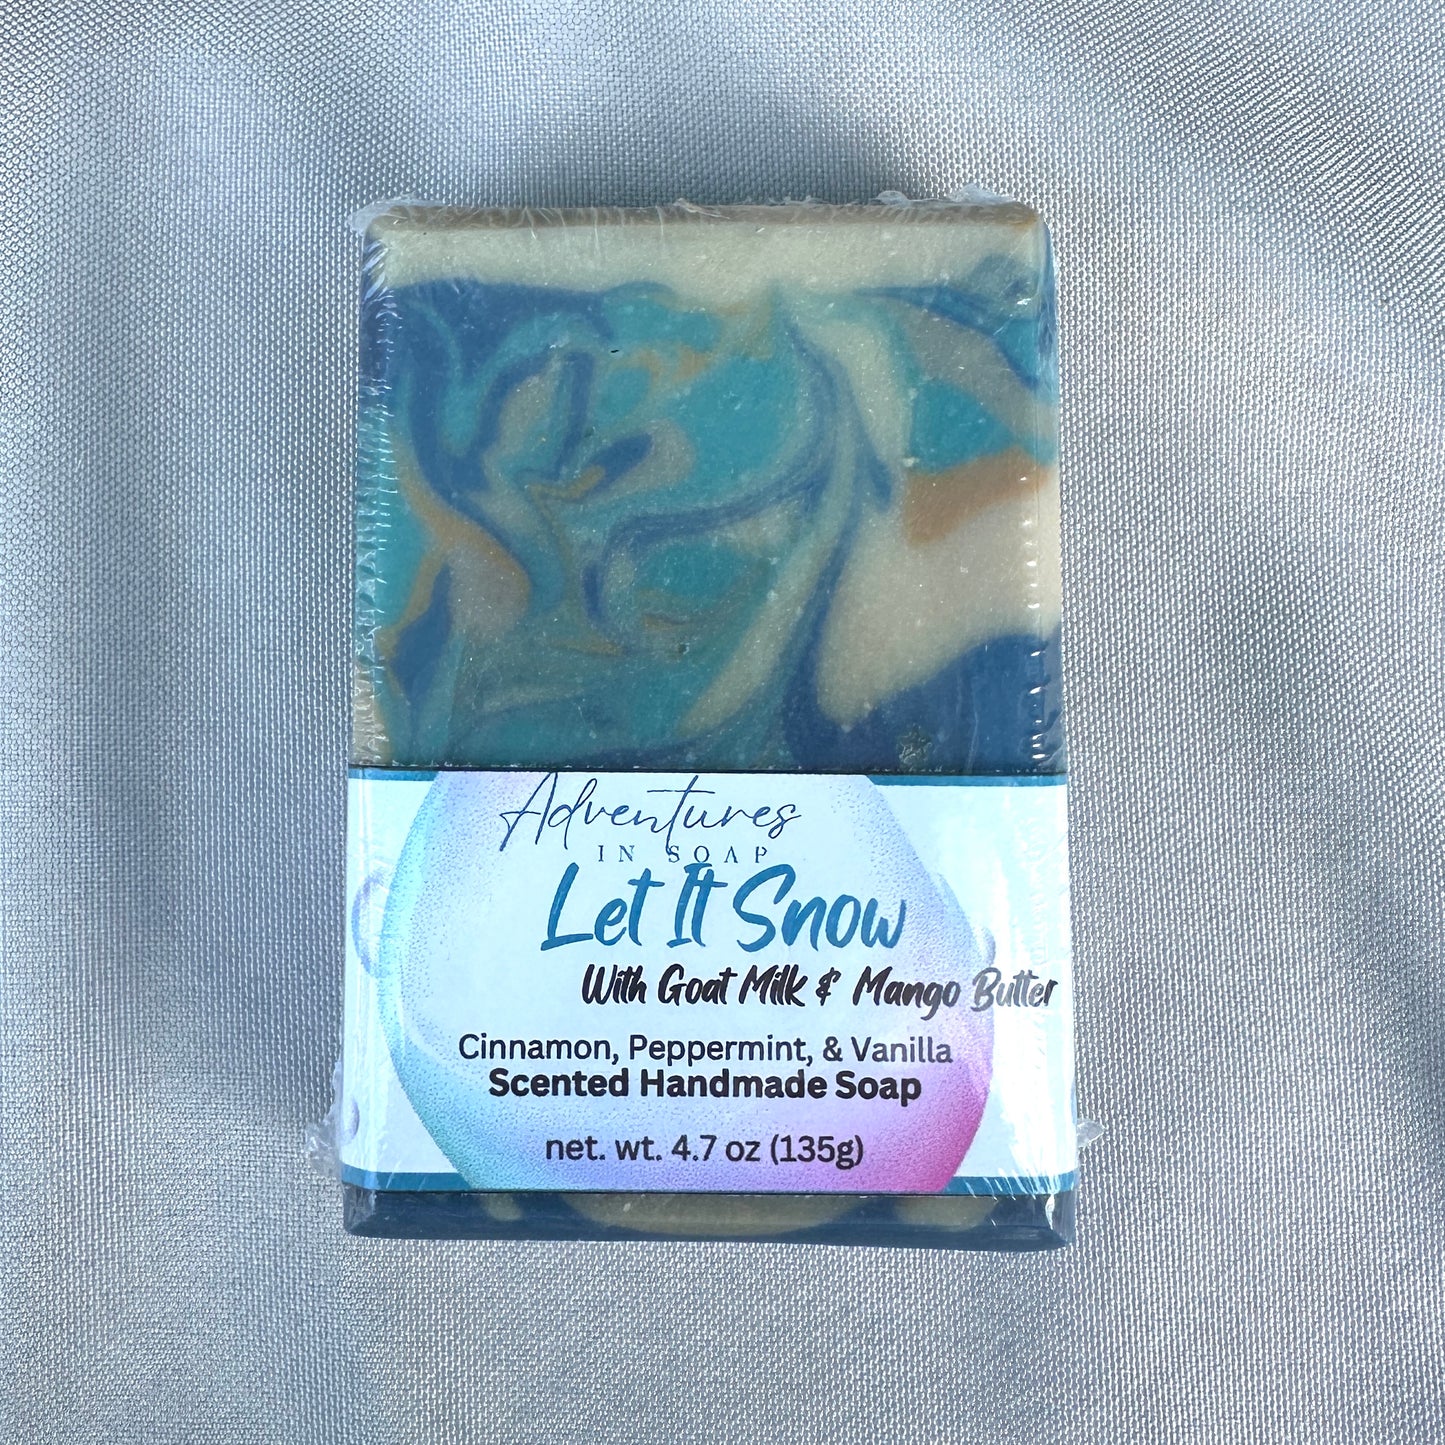 Adventures
IN SOAP
Let It Snow
With Goat Milk & Mango Butter
Cinnamon, Peppermint, & Vanilla
Scented Handmade Soap
net. wt. 4.7 oz (135g)